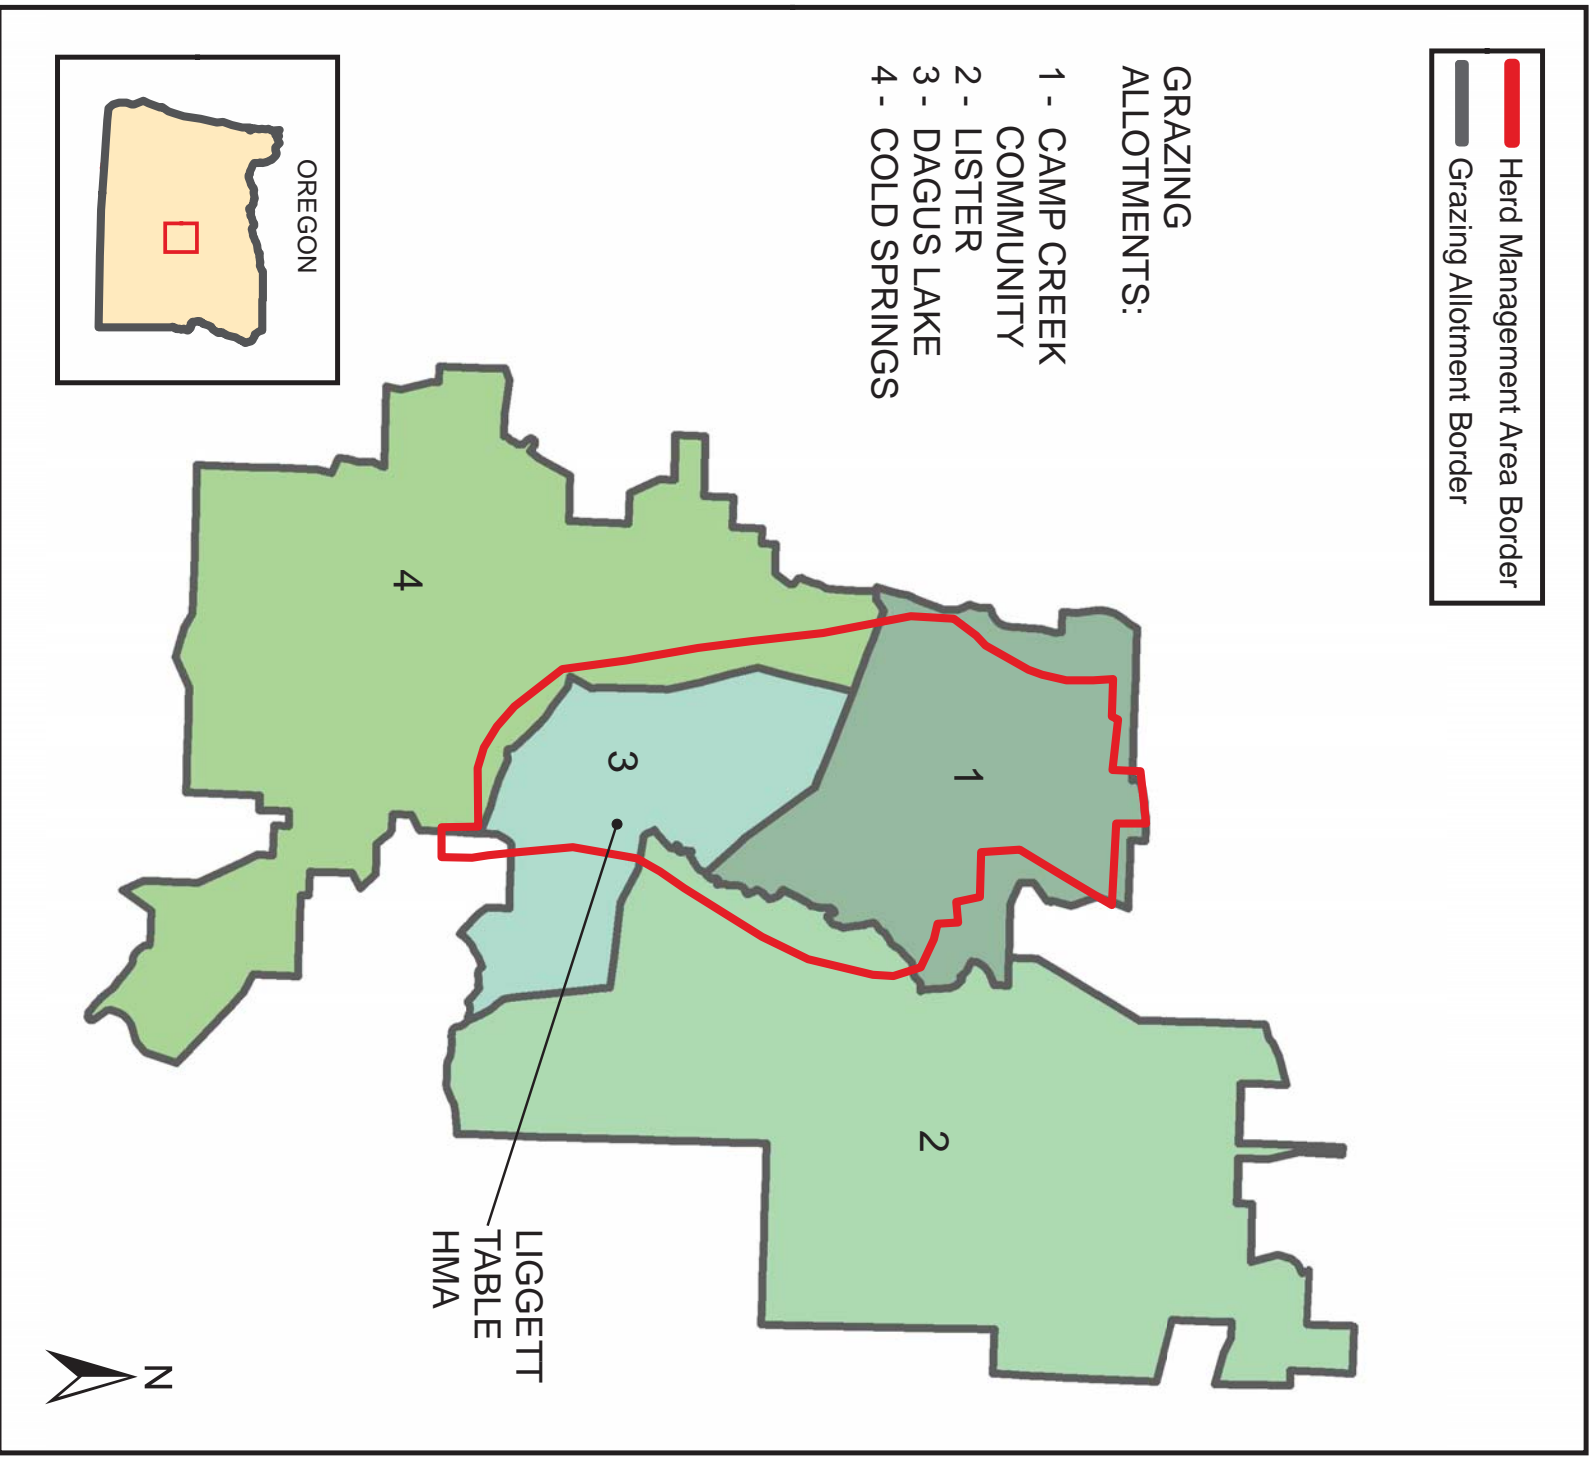 Herd Management Area Border
Grazing Allotment Border
GRAZING
ALLOTMENTS:
1 - CAMP CREEK
COMMUNITY
2 - LISTER
3 - DAGUS LAKE
4 - COLD SPRINGS
OREGON
1
2
3
4
LIGGETT
TABLE
HMA
N